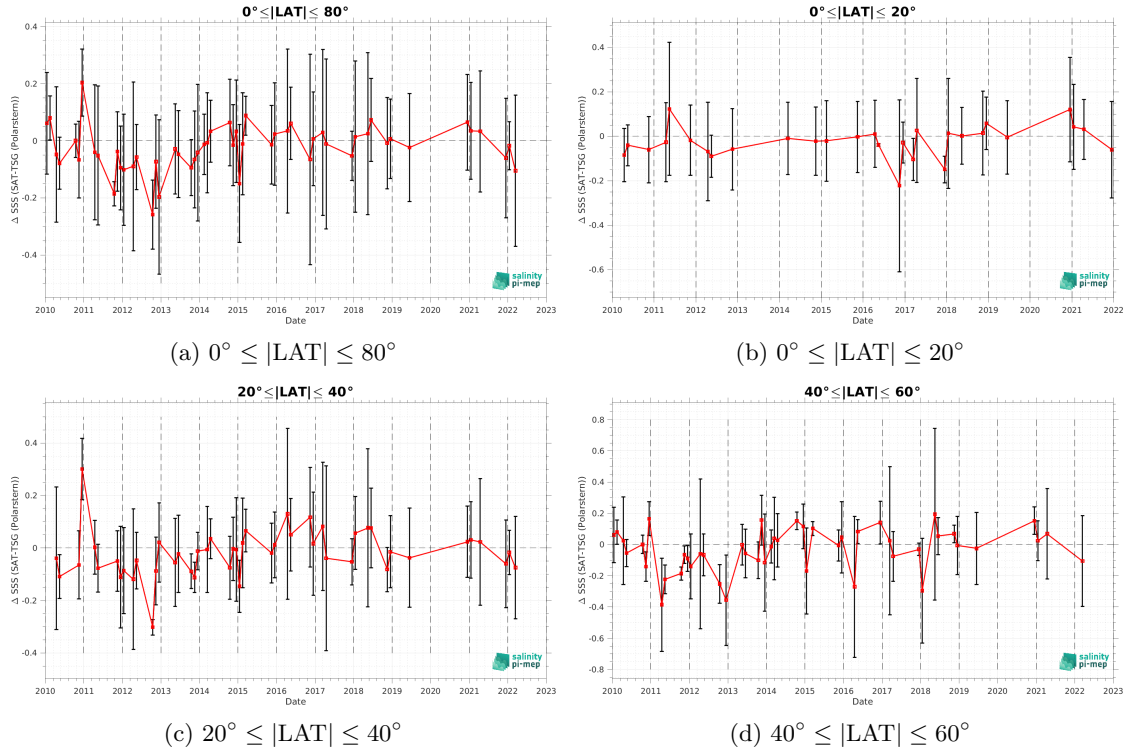 0°≤|LAT|≤ 80°
Δ SSS (SAT-TSG (Polarstern))
0.4
0.2
0
-0.2
-0.4
2010 2011 2012 2013 2014 2015 2016 2017 2018 2019 2020 2021 2022 2023
Date
salinity
pi-mep
(a) 0° ≤ |LAT| ≤ 80°
0°≤|LAT|≤ 20°
Δ SSS (SAT-TSG (Polarstern))
0.4
0.2
0
-0.2
-0.4
-0.6
2010 2011 2012 2013 2014 2015 2016 2017 2018 2019 2020 2021 2022
Date
salinity
pi-mep
(b) 0° ≤ |LAT| ≤ 20°
20°≤|LAT|≤ 40°
Δ SSS (SAT-TSG (Polarstern))
0.4
0.2
0
-0.2
-0.4
2010 2011 2012 2013 2014 2015 2016 2017 2018 2019 2020 2021 2022 2023
Date
salinity
pi-mep
(c) 20° ≤ |LAT| ≤ 40°
40°≤|LAT|≤ 60°
Δ SSS (SAT-TSG (Polarstern))
0.8
0.6
0.4
0.2
0
-0.2
-0.4
-0.6
-0.8
2010 2011 2012 2013 2014 2015 2016 2017 2018 2019 2020 2021 2022 2023
Date
salinity
pi-mep
(d) 40° ≤ |LAT| ≤ 60°